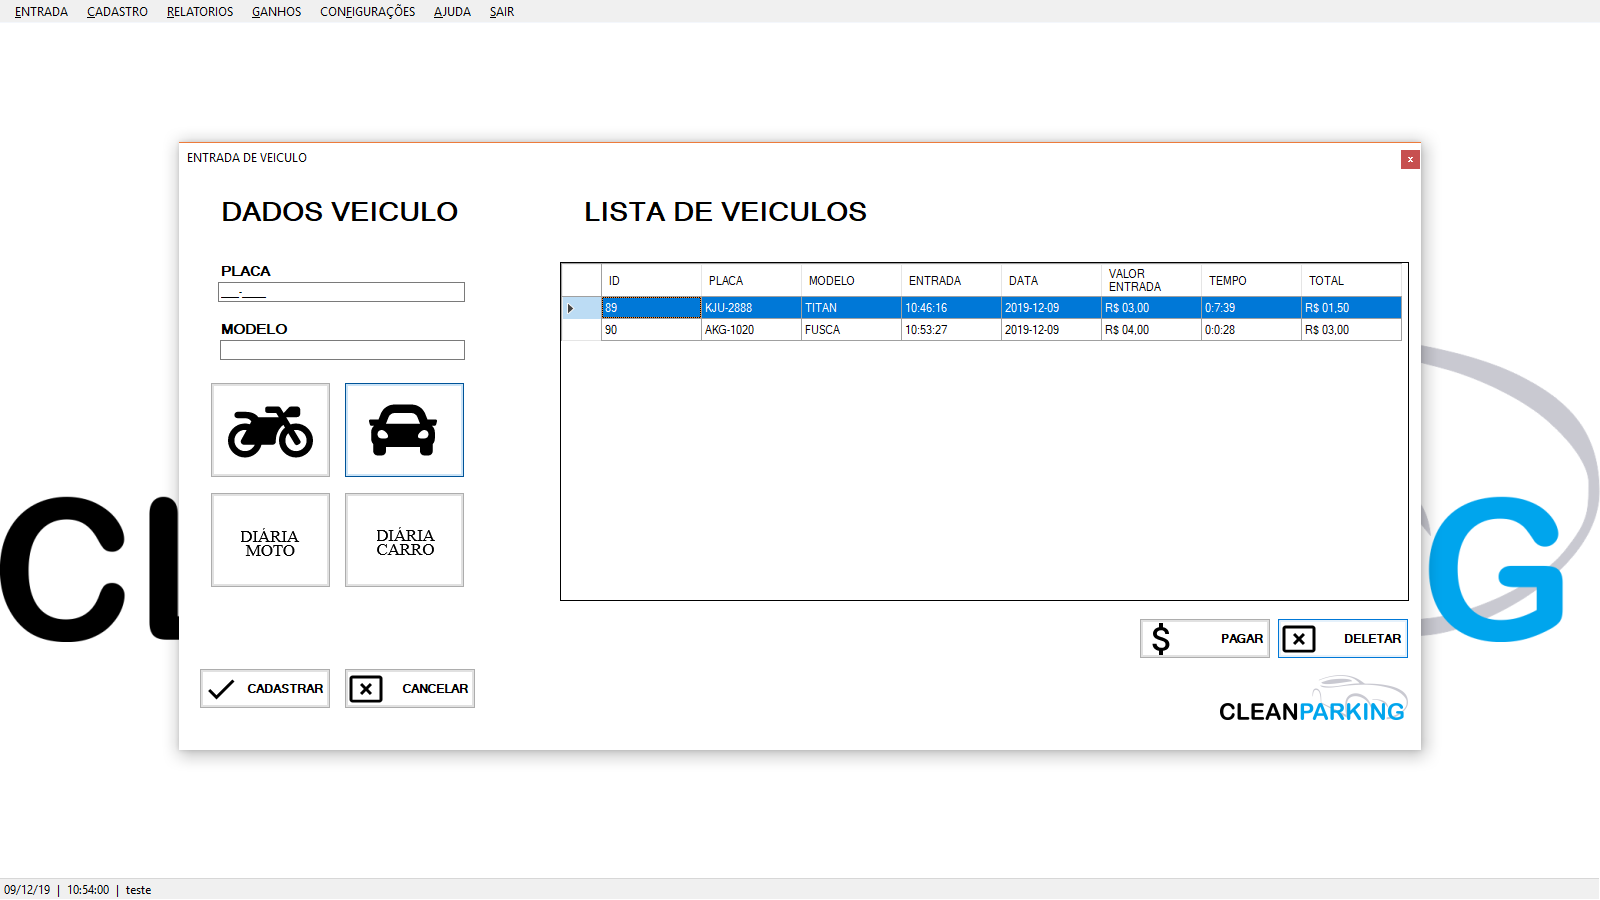 ENTRADA CADASTRO RELATORIOS GANHOS CONFIGURAÇÕES AJUDA SAIR
ENTRADA DE VEICULO
x
DADOS VEICULO
LISTA DE VEICULOS
PLACA
___-____
MODELO
DIÁRIA
MOTO
DIÁRIA
CARRO
CADASTRAR
CANCELAR
ID PLACA MODELO ENTRADA DATA VALOR ENTRADA TEMPO TOTAL
89 KJU-2888 TITAN 10:46:16 2019-12-09 R$ 03,00 0:7:39 R$ 01,50
90 AKG-1020 FUSCA 10:53:27 2019-12-09 R$ 04,00 0:0:28 R$ 03,00
$ PAGAR
DELETAR
CLEANPARKING
CL
G
09/12/19 | 10:54:00 | teste